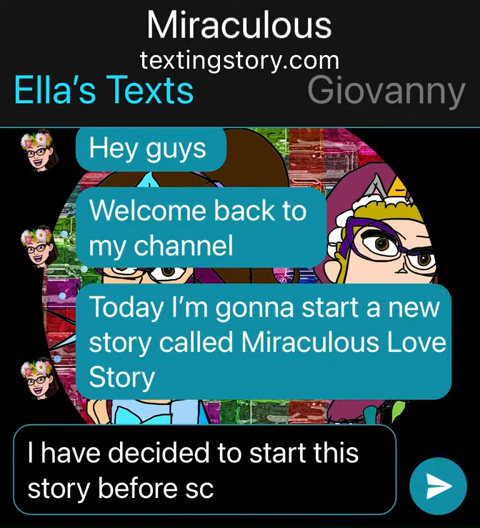 Miraculous
textingstory.com
Ella's Texts
Giovanny
Hey guys
Welcome back to
my channel
Today I'm gonna start a new
story called Miraculous Love
Story
I have decided to start this
story before sc